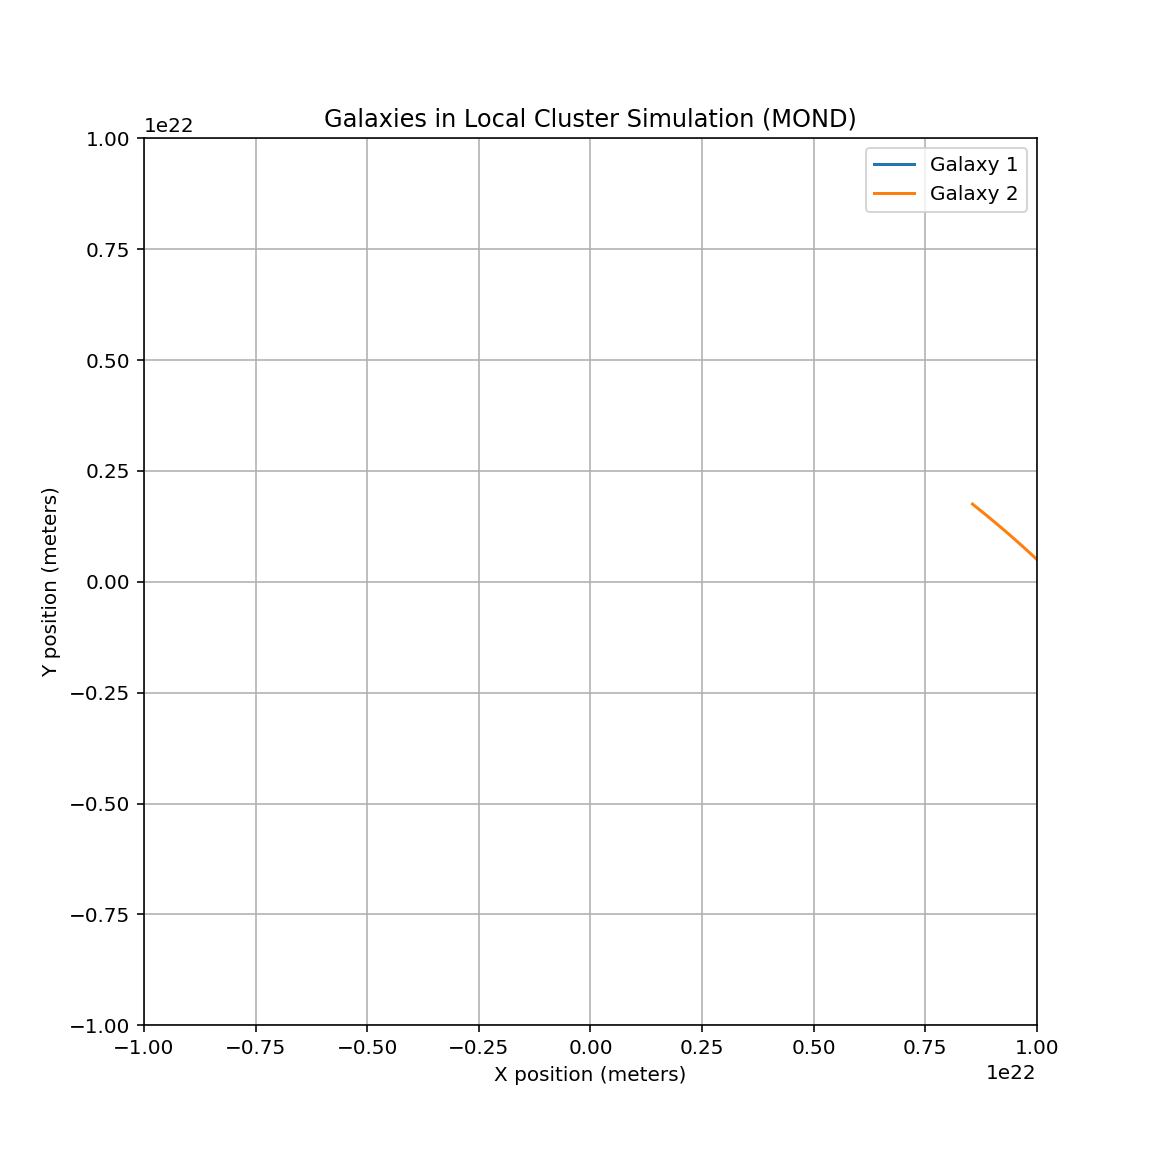 Galaxies in Local Cluster Simulation (MOND)
1e22
Galaxy 1
Galaxy 2
1.00
0.75
0.50
0.25
0.00
−0.25
−0.50
−0.75
−1.00
Y position (meters)
−1.00 −0.75 −0.50 −0.25 0.00 0.25 0.50 0.75 1.00
X position (meters)
1e22